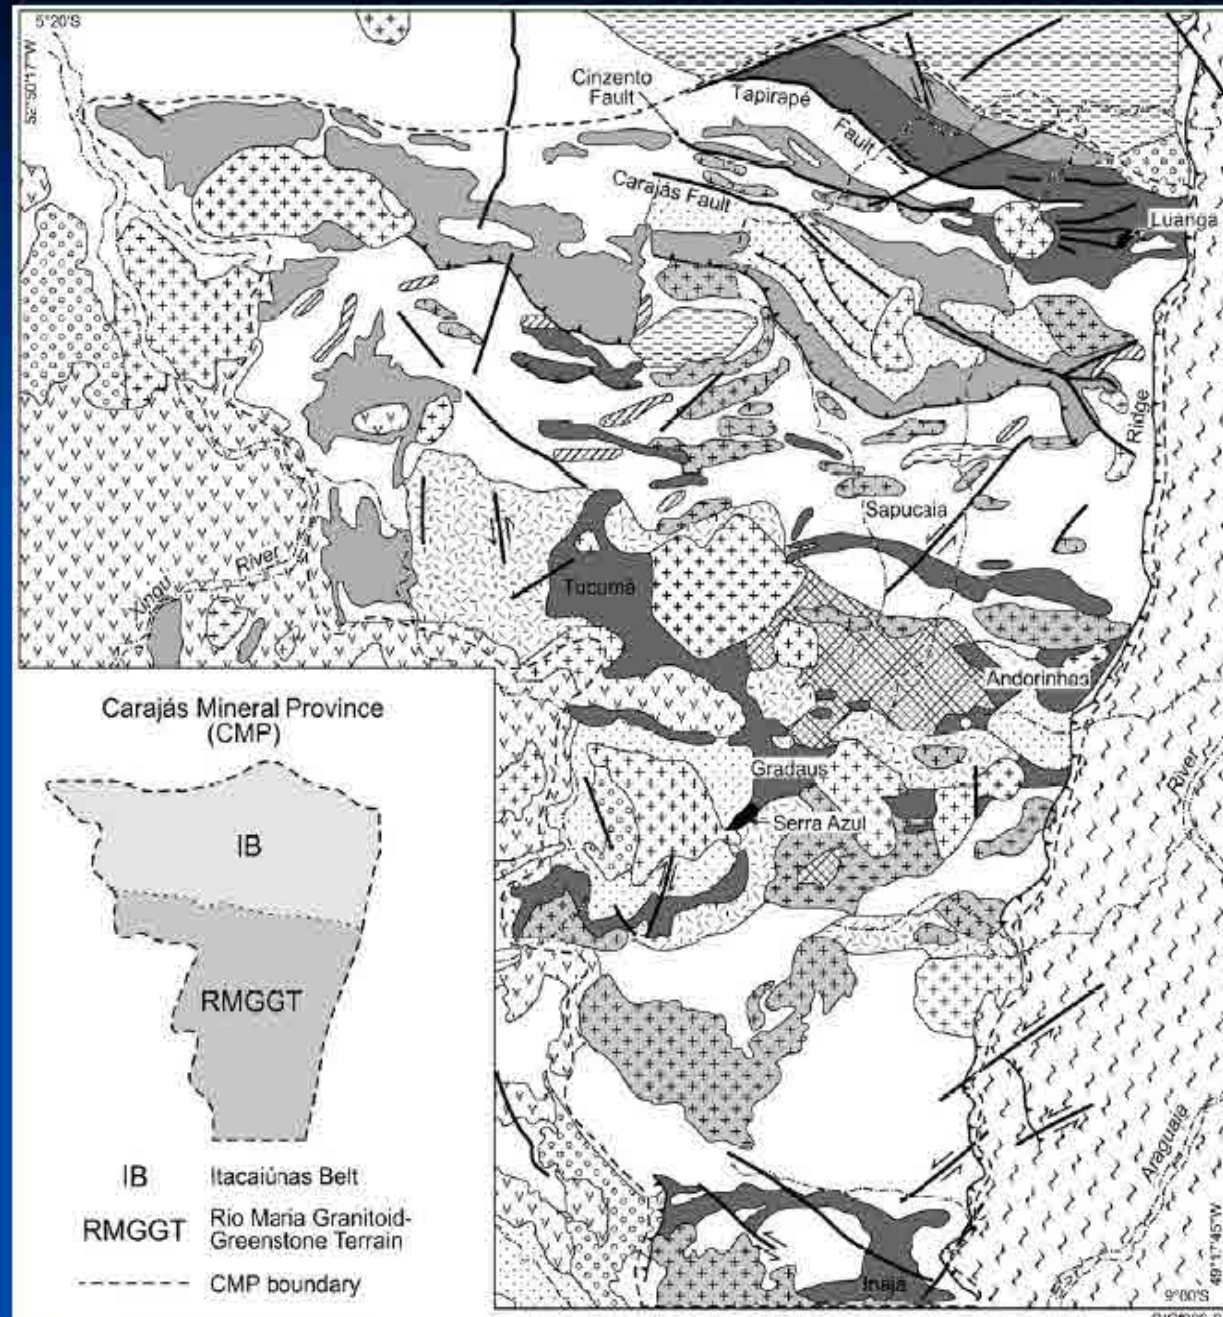 5°20'S
52°50'17"W
Cinzento
Fault
Tapirapé
Fault
Carajás Fault
Luanga
Ridge
Sapucaia
Xingu River
Tucumã
Andorinhas
Gradaus
Serra Azul
River
Araguaia
Inajá
49°17'45"W
9°00'S
Carajás Mineral Province
(CMP)
IB
RMGGT
IB Itacaiúnas Belt
RMGGT Rio Maria Granitoid-
Greenstone Terrain
CMP boundary